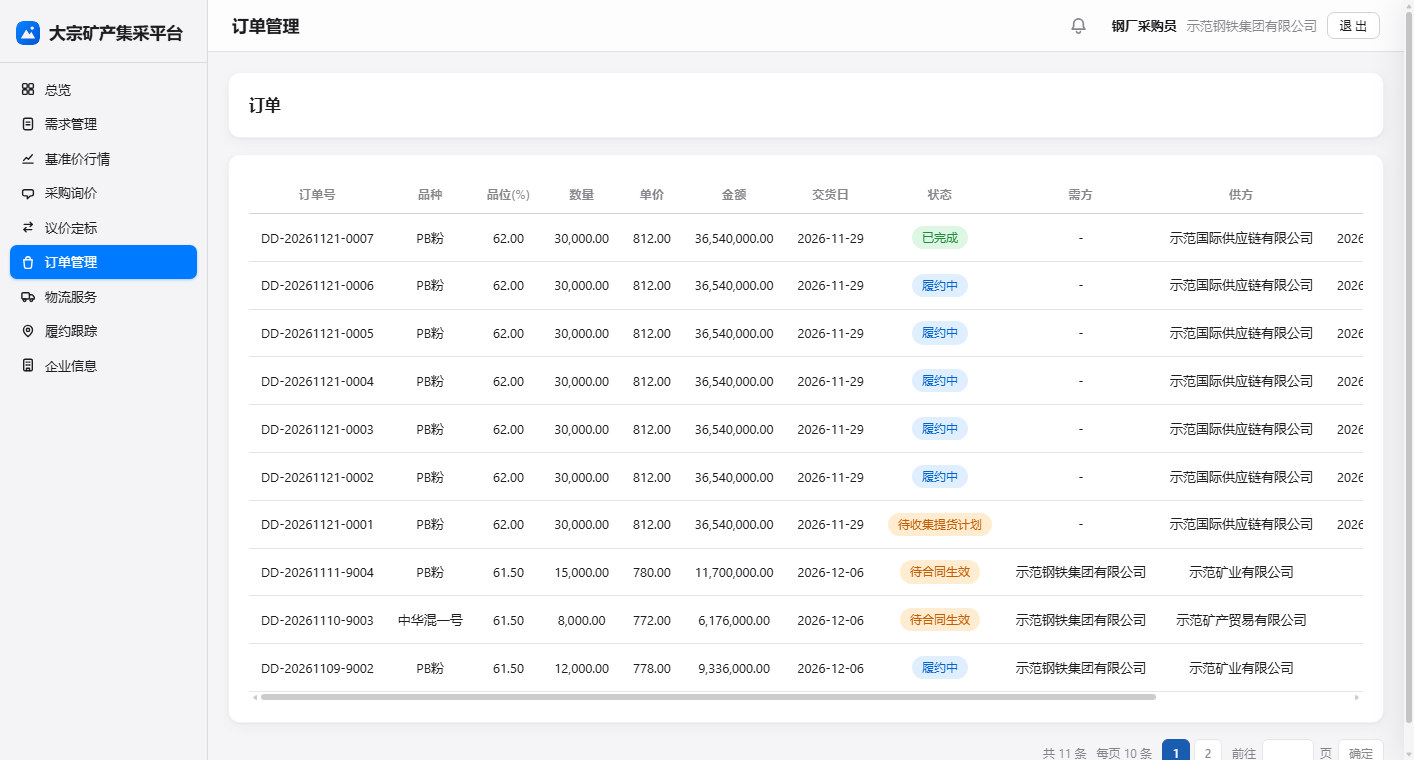 大宗矿产集采平台
订单管理
钢厂采购员 示范钢铁集团有限公司 退出
总览
需求管理
基准价行情
采购询价
议价定标
订单管理
物流服务
履约跟踪
企业信息
订单
订单号 品种 品位(%) 数量 单价 金额 交货日 状态 需方 供方
DD-20261121-0007 PB粉 62.00 30,000.00 812.00 36,540,000.00 2026-11-29 已完成 - 示范国际供应链有限公司 2026
DD-20261121-0006 PB粉 62.00 30,000.00 812.00 36,540,000.00 2026-11-29 履约中 - 示范国际供应链有限公司 2026
DD-20261121-0005 PB粉 62.00 30,000.00 812.00 36,540,000.00 2026-11-29 履约中 - 示范国际供应链有限公司 2026
DD-20261121-0004 PB粉 62.00 30,000.00 812.00 36,540,000.00 2026-11-29 履约中 - 示范国际供应链有限公司 2026
DD-20261121-0003 PB粉 62.00 30,000.00 812.00 36,540,000.00 2026-11-29 履约中 - 示范国际供应链有限公司 2026
DD-20261121-0002 PB粉 62.00 30,000.00 812.00 36,540,000.00 2026-11-29 履约中 - 示范国际供应链有限公司 2026
DD-20261121-0001 PB粉 62.00 30,000.00 812.00 36,540,000.00 2026-11-29 待收集提货计划 - 示范国际供应链有限公司 2026
DD-20261111-9004 PB粉 61.50 15,000.00 780.00 11,700,000.00 2026-12-06 待合同生效 示范钢铁集团有限公司 示范矿业有限公司
DD-20261110-9003 中华混一号 61.50 8,000.00 772.00 6,176,000.00 2026-12-06 待合同生效 示范钢铁集团有限公司 示范矿产贸易有限公司
DD-20261109-9002 PB粉 61.50 12,000.00 778.00 9,336,000.00 2026-12-06 履约中 示范钢铁集团有限公司 示范矿业有限公司
共 11 条 每页 10 条 1 2 前往 页 确定